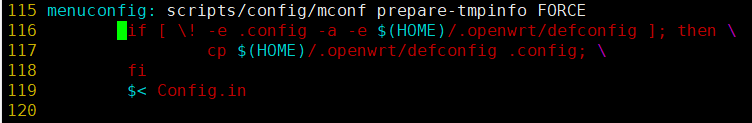 115 menuconfig: scripts/config/mconf prepare-tmpinfo FORCE
116         if [ \! -e .config -a -e $(HOME)/.openwrt/defconfig ]; then \
117                 cp $(HOME)/.openwrt/defconfig .config; \
118         fi
119         $< Config.in
120